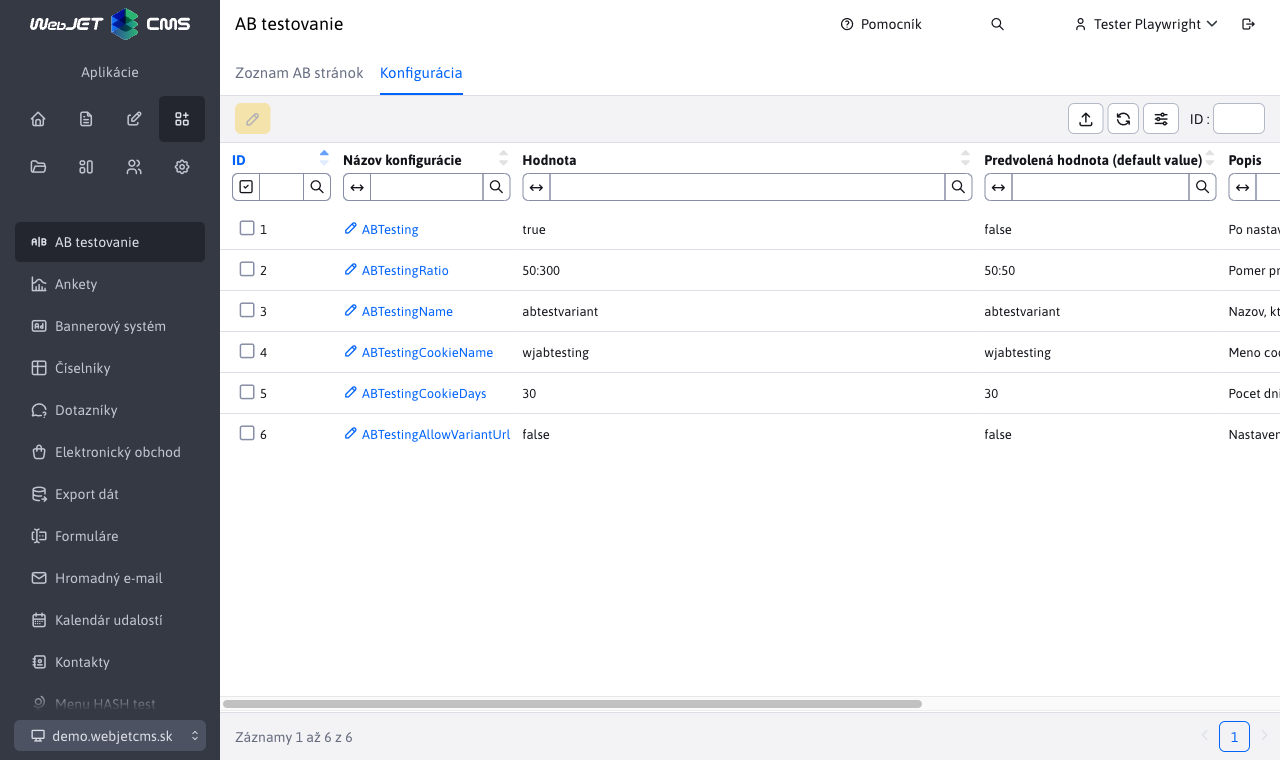 WebJET CMS
AB testovanie
Pomocník
Tester Playwright
Aplikácie
Zoznam AB stránok
Konfigurácia
ID :
ID
Názov konfigurácie
Hodnota
Predvolená hodnota (default value)
Popis
1 ABTesting true false Po nastav
2 ABTestingRatio 50:300 50:50 Pomer pr
3 ABTestingName abtestvariant abtestvariant Nazov, kt
4 ABTestingCookieName wjabtesting wjabtesting Meno coo
5 ABTestingCookieDays 30 30 Pocet dni
6 ABTestingAllowVariantUrl false false Nastaven
AB testovanie
Ankety
Bannerový systém
Číselníky
Dotazníky
Elektronický obchod
Export dát
Formuláre
Hromadný e-mail
Kalendár udalostí
Kontakty
Menu HASH test
demo.webjetcms.sk
Záznamy 1 až 6 z 6
1